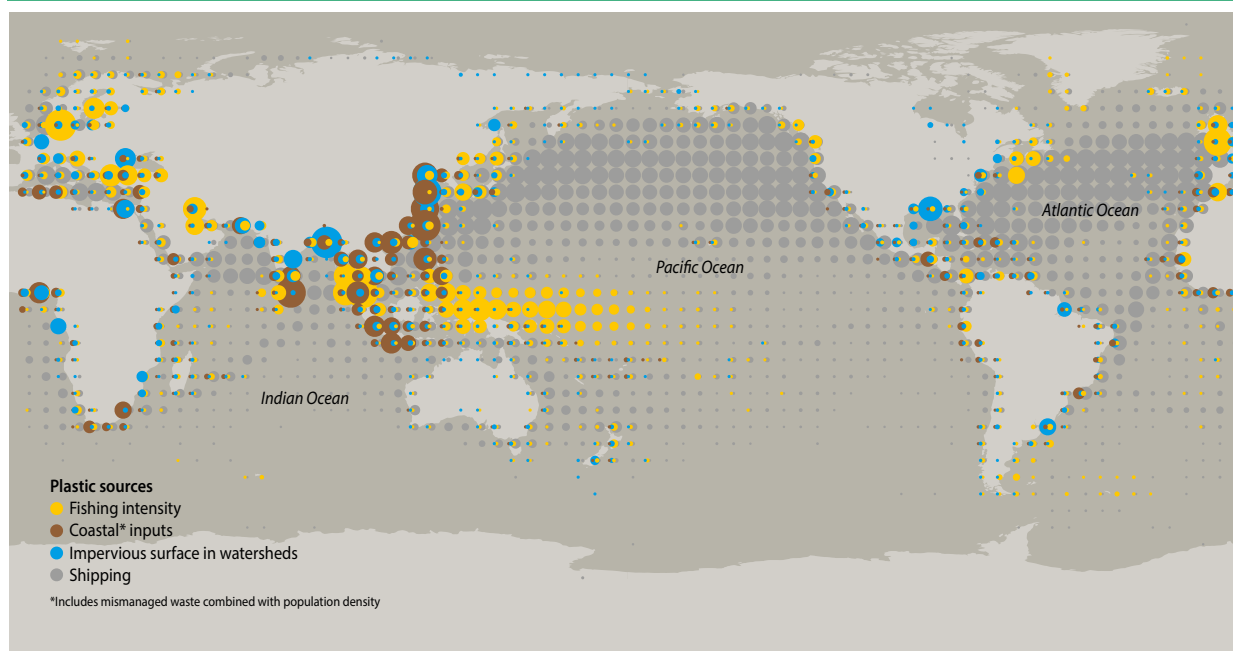 Atlantic Ocean
Pacific Ocean
Indian Ocean
Plastic sources
Fishing intensity
Coastal* inputs
Impervious surface in watersheds
Shipping
*Includes mismanaged waste combined with population density